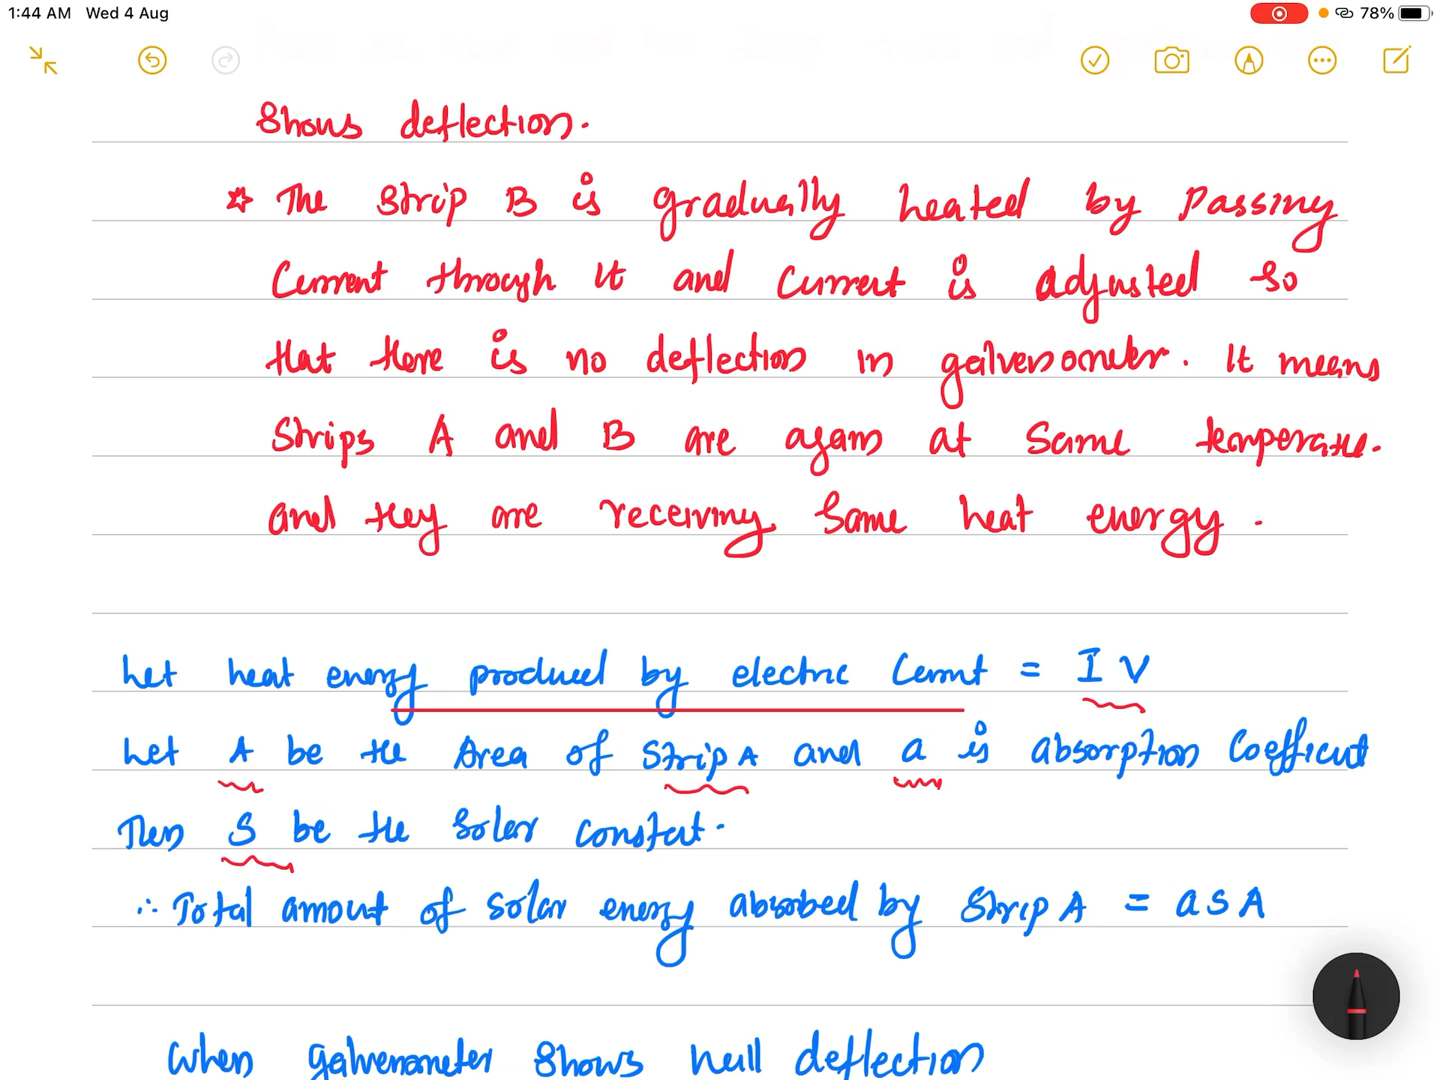 1:44 AM Wed 4 Aug
78%
Shows deflection.
☆ The Strip B is gradually heated by Passing
Current through it and Current is adjusted so
that there is no deflection in galvanometer. It means
Strips A and B are again at Same temperature.
and they are receiving Same heat energy.
Let heat energy produced by electric Current = IV
Let A be the Area of Strip A and a is absorption Coefficient
Then S be the Solar constant.
∴ Total amount of solar energy absorbed by Strip A = a S A
When galvanometer Shows null deflection